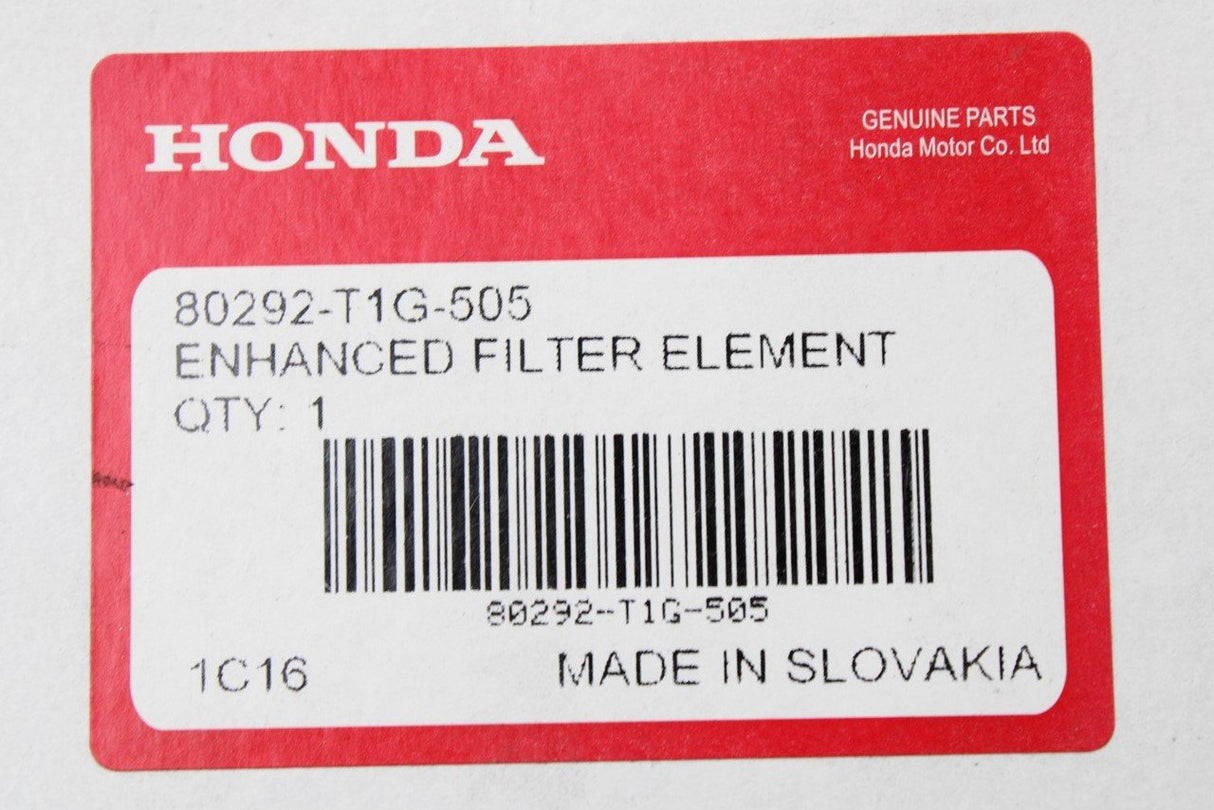 HONDA
GENUINE PARTS
Honda Motor Co. Ltd
80292-T1G-505
ENHANCED FILTER ELEMENT
QTY: 1
80292-T1G-505
1C16
MADE IN SLOVAKIA